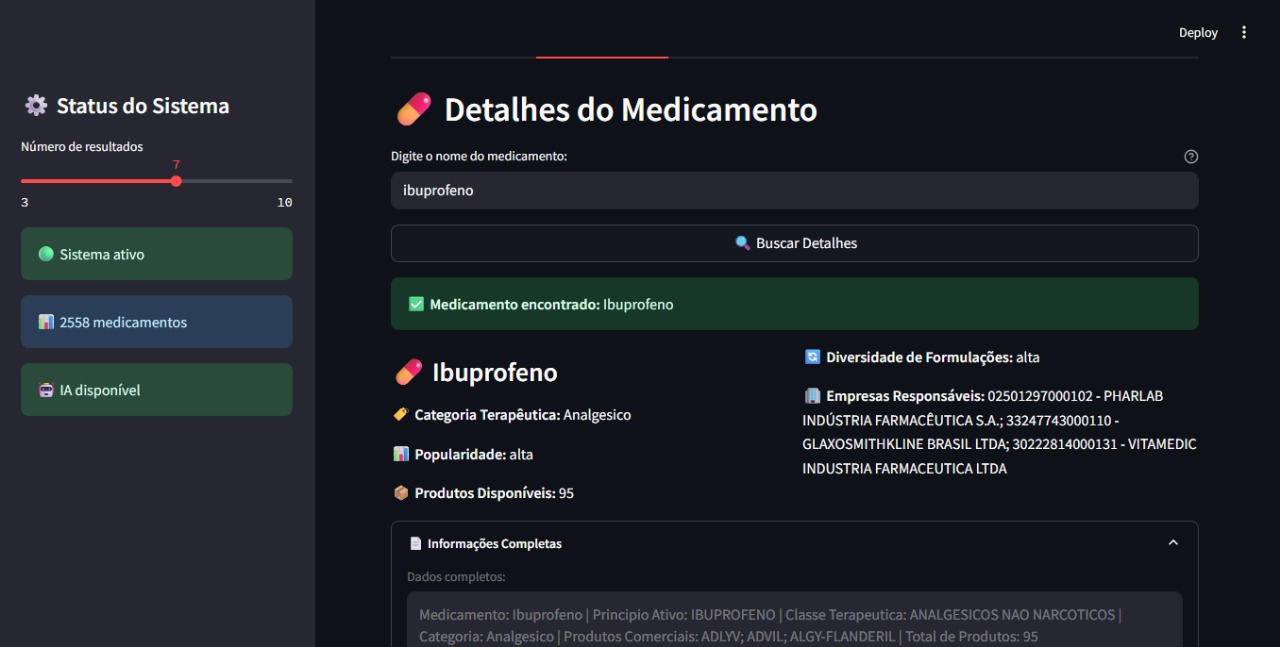 Deploy
Status do Sistema
Número de resultados
7
3
10
Sistema ativo
2558 medicamentos
IA disponível
Detalhes do Medicamento
Digite o nome do medicamento:
ibuprofeno
Buscar Detalhes
Medicamento encontrado: Ibuprofeno
Ibuprofeno
Categoria Terapêutica: Analgesico
Popularidade: alta
Produtos Disponíveis: 95
Diversidade de Formulações: alta
Empresas Responsáveis: 02501297000102 - PHARLAB
INDÚSTRIA FARMACÊUTICA S.A.; 33247743000110 -
GLAXOSMITHKLINE BRASIL LTDA; 30222814000131 - VITAMEDIC
INDUSTRIA FARMACEUTICA LTDA
Informações Completas
Dados completos:
Medicamento: Ibuprofeno | Principio Ativo: IBUPROFENO | Classe Terapeutica: ANALGESICOS NAO NARCOTICOS |
Categoria: Analgesico | Produtos Comerciais: ADLYV; ADVIL; ALGY-FLANDERIL | Total de Produtos: 95